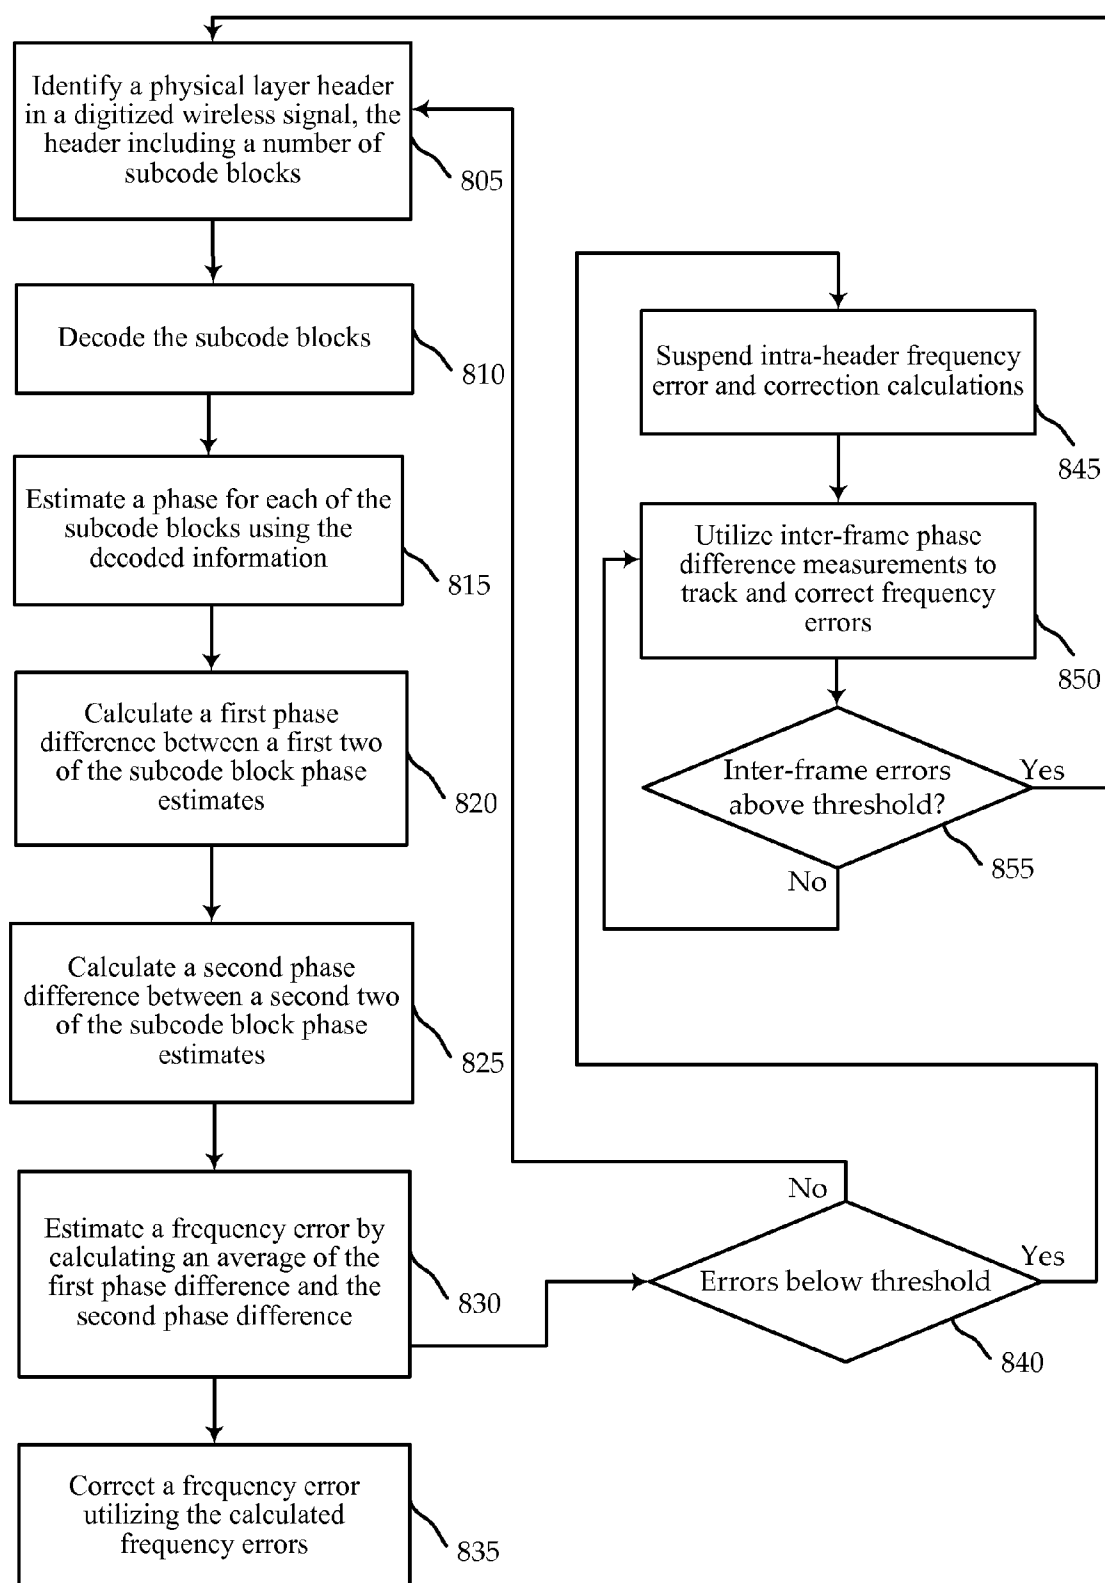 Identify a physical layer header
in a digitized wireless signal, the
header including a number of
subcode blocks
805
Decode the subcode blocks
810
Estimate a phase for each of the
subcode blocks using the
decoded information
815
Calculate a first phase
difference between a first two
of the subcode block phase
estimates
820
Calculate a second phase
difference between a second two
of the subcode block phase
estimates
825
Estimate a frequency error by
calculating an average of the
first phase difference and the
second phase difference
830
Correct a frequency error
utilizing the calculated
frequency errors
835
No
Errors below threshold
Yes
840
Suspend intra-header frequency
error and correction calculations
845
Utilize inter-frame phase
difference measurements to
track and correct frequency
errors
850
Inter-frame errors
above threshold?
Yes
No
855